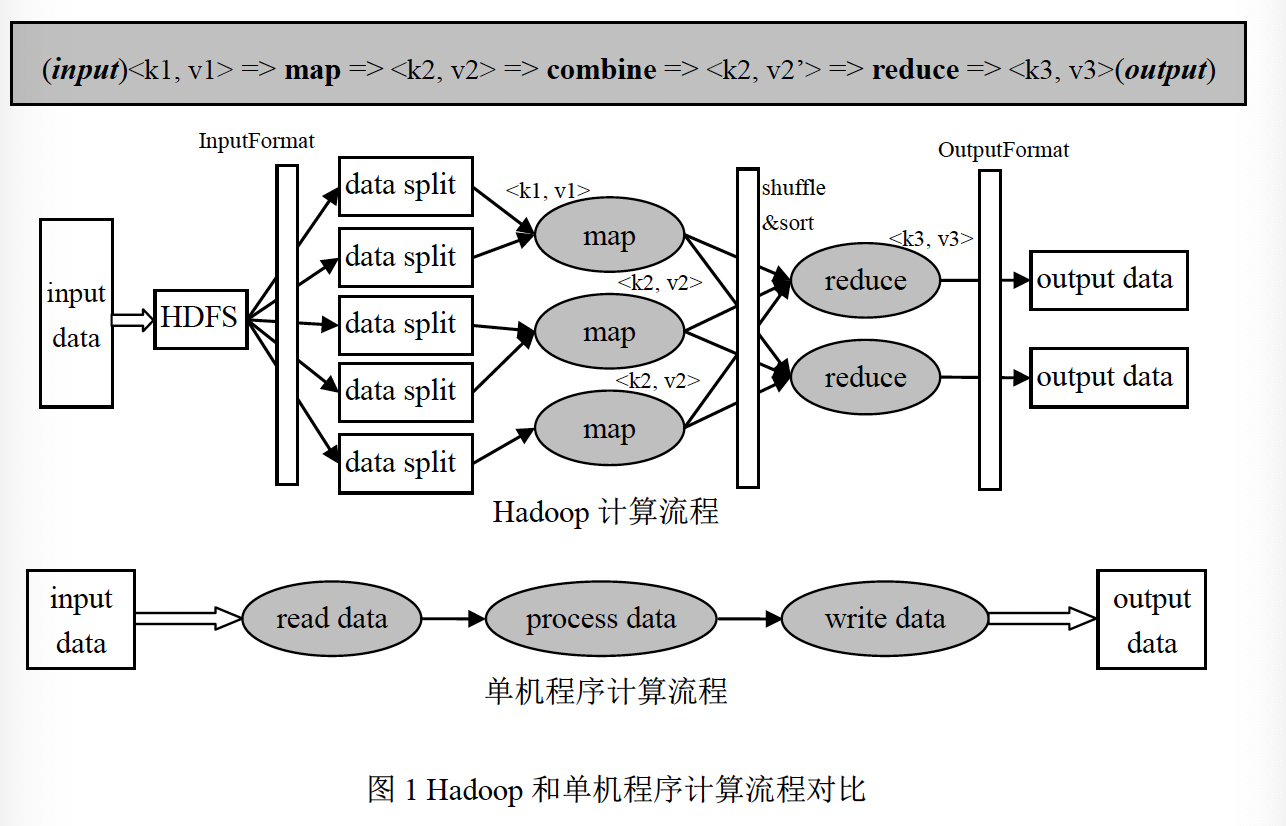 (input)<k1, v1> => map => <k2, v2> => combine => <k2, v2’> => reduce => <k3, v3>(output)
InputFormat
OutputFormat
input
data
HDFS
data split
data split
data split
data split
data split
<k1, v1>
map
<k2, v2>
map
<k2, v2>
map
shuffle
&sort
<k3, v3>
reduce
reduce
output data
output data
Hadoop 计算流程
input
data
read data
process data
write data
output
data
单机程序计算流程
图 1 Hadoop 和单机程序计算流程对比